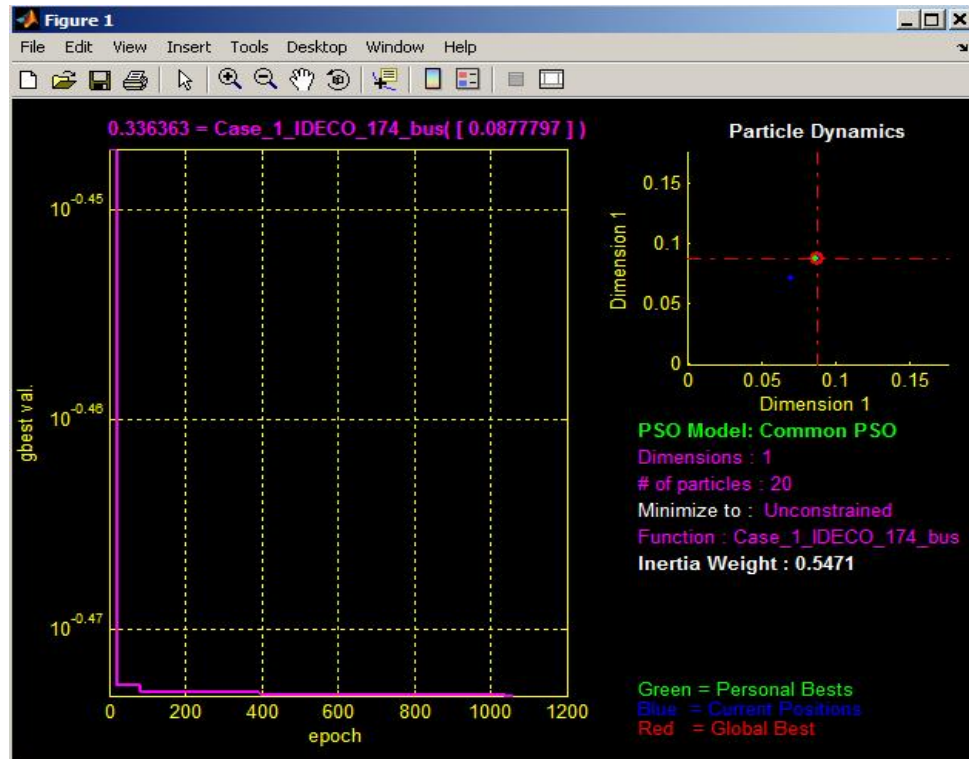 Figure 1
File Edit View Insert Tools Desktop Window Help
0.336363 = Case_1_IDECO_174_bus( [ 0.0877797 ] )
10^-0.45
10^-0.46
10^-0.47
gbest val.
0 200 400 600 800 1000 1200
epoch
Particle Dynamics
0.15
0.1
0.05
0
Dimension 1
0 0.05 0.1 0.15
Dimension 1
PSO Model: Common PSO
Dimensions : 1
# of particles : 20
Minimize to : Unconstrained
Function : Case_1_IDECO_174_bus
Inertia Weight : 0.5471
Green = Personal Bests
Blue = Current Positions
Red = Global Best